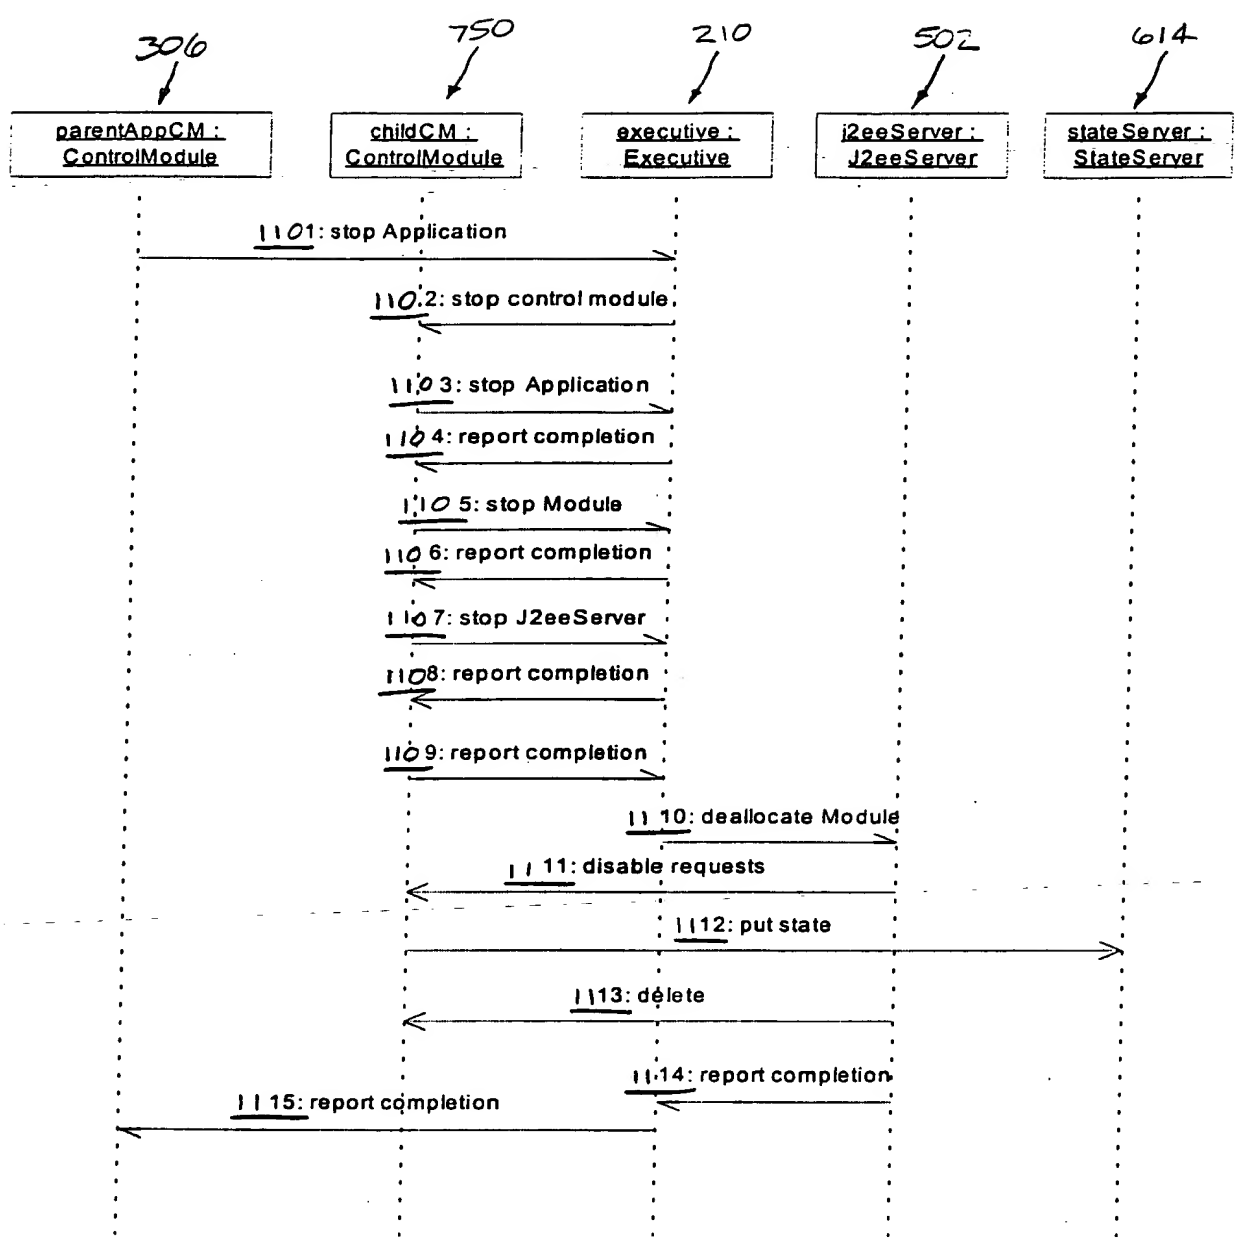 306
750
210
502
614
parentAppCM :
ControlModule
childCM :
ControlModule
executive :
Executive
j2eeServer :
J2eeServer
stateServer :
StateServer
1101: stop Application
1102: stop control module
1103: stop Application
1104: report completion
1105: stop Module
1106: report completion
1107: stop J2eeServer
1108: report completion
1109: report completion
1110: deallocate Module
1111: disable requests
1112: put state
1113: delete
1114: report completion
1115: report completion